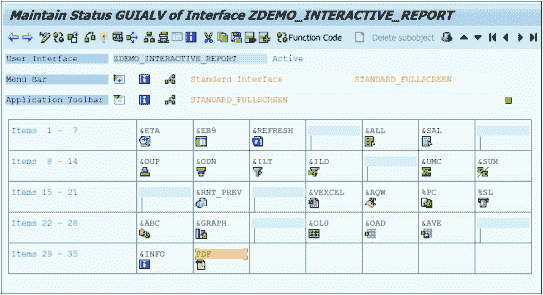 Maintain Status GUIALV of Interface ZDEMO_INTERACTIVE_REPORT
Function Code Delete subobject
User Interface ZDEMO_INTERACTIVE_REPORT Active
Menu Bar Standard Interface STANDARD_FULLSCREEN
Application Toolbar STANDARD_FULLSCREEN
Items 1 - 7 &ETA &EB9 &REFRESH &ALL &SAL
Items 8 - 14 &OUP &ODN &ILT &ILD &UMC &SUM
Items 15 - 21 &RNT_PREV &VEXCEL &AQW %PC %SL
Items 22 - 28 &ABC &GRAPH &OL0 &OAD &AVE
Items 29 - 35 &INFO PDF